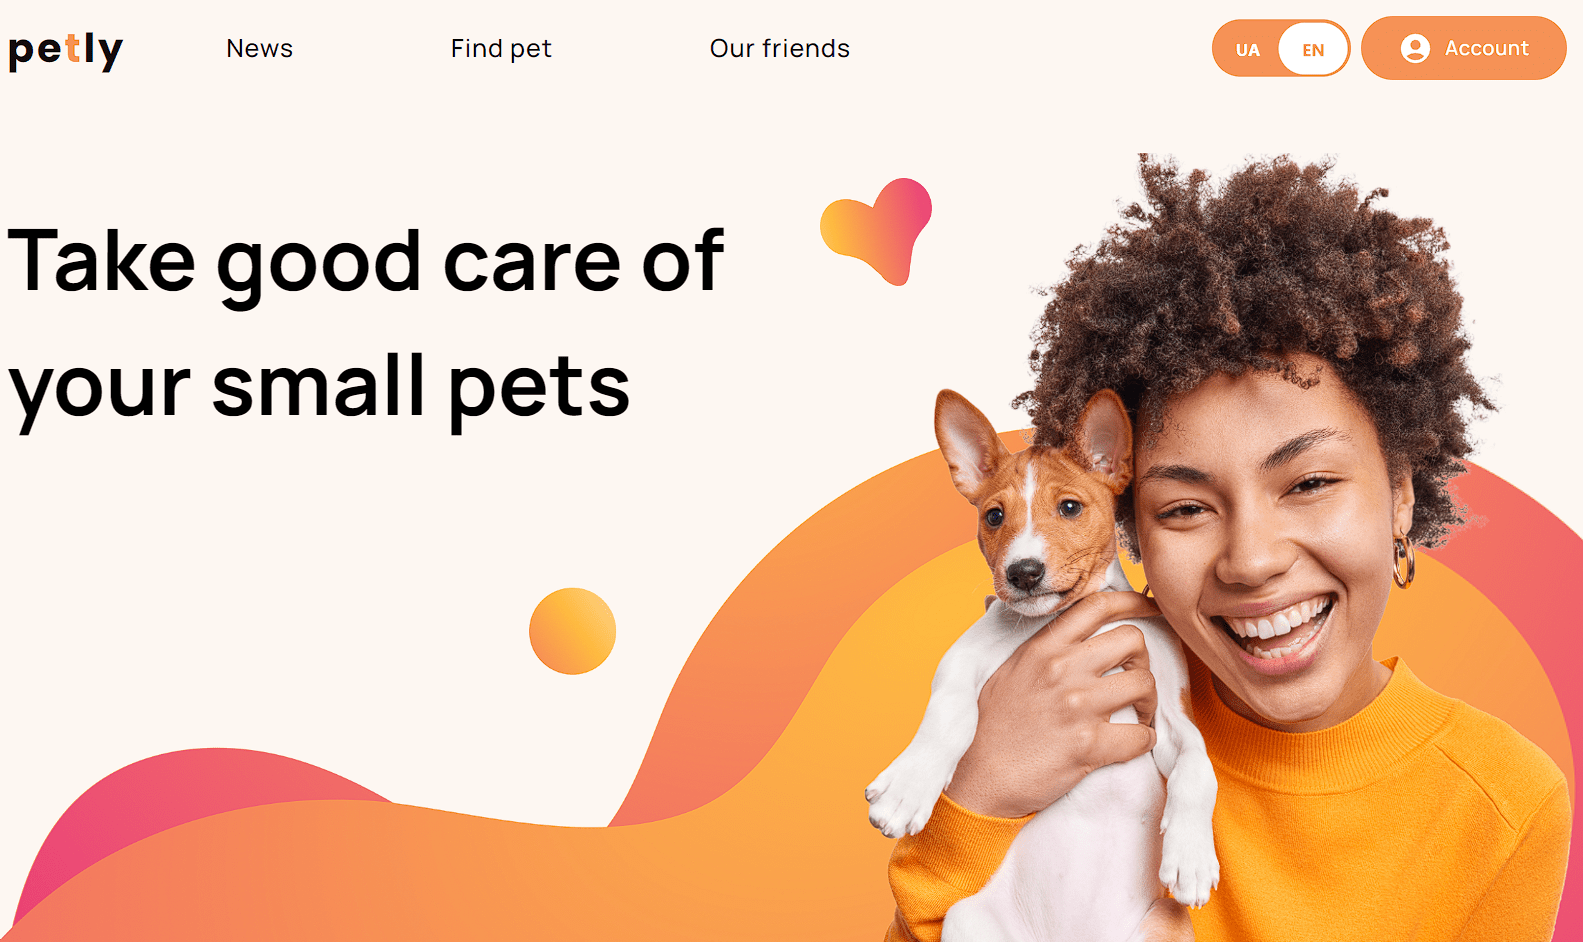 petly
News
Find pet
Our friends
UA
EN
Account
Take good care of
your small pets